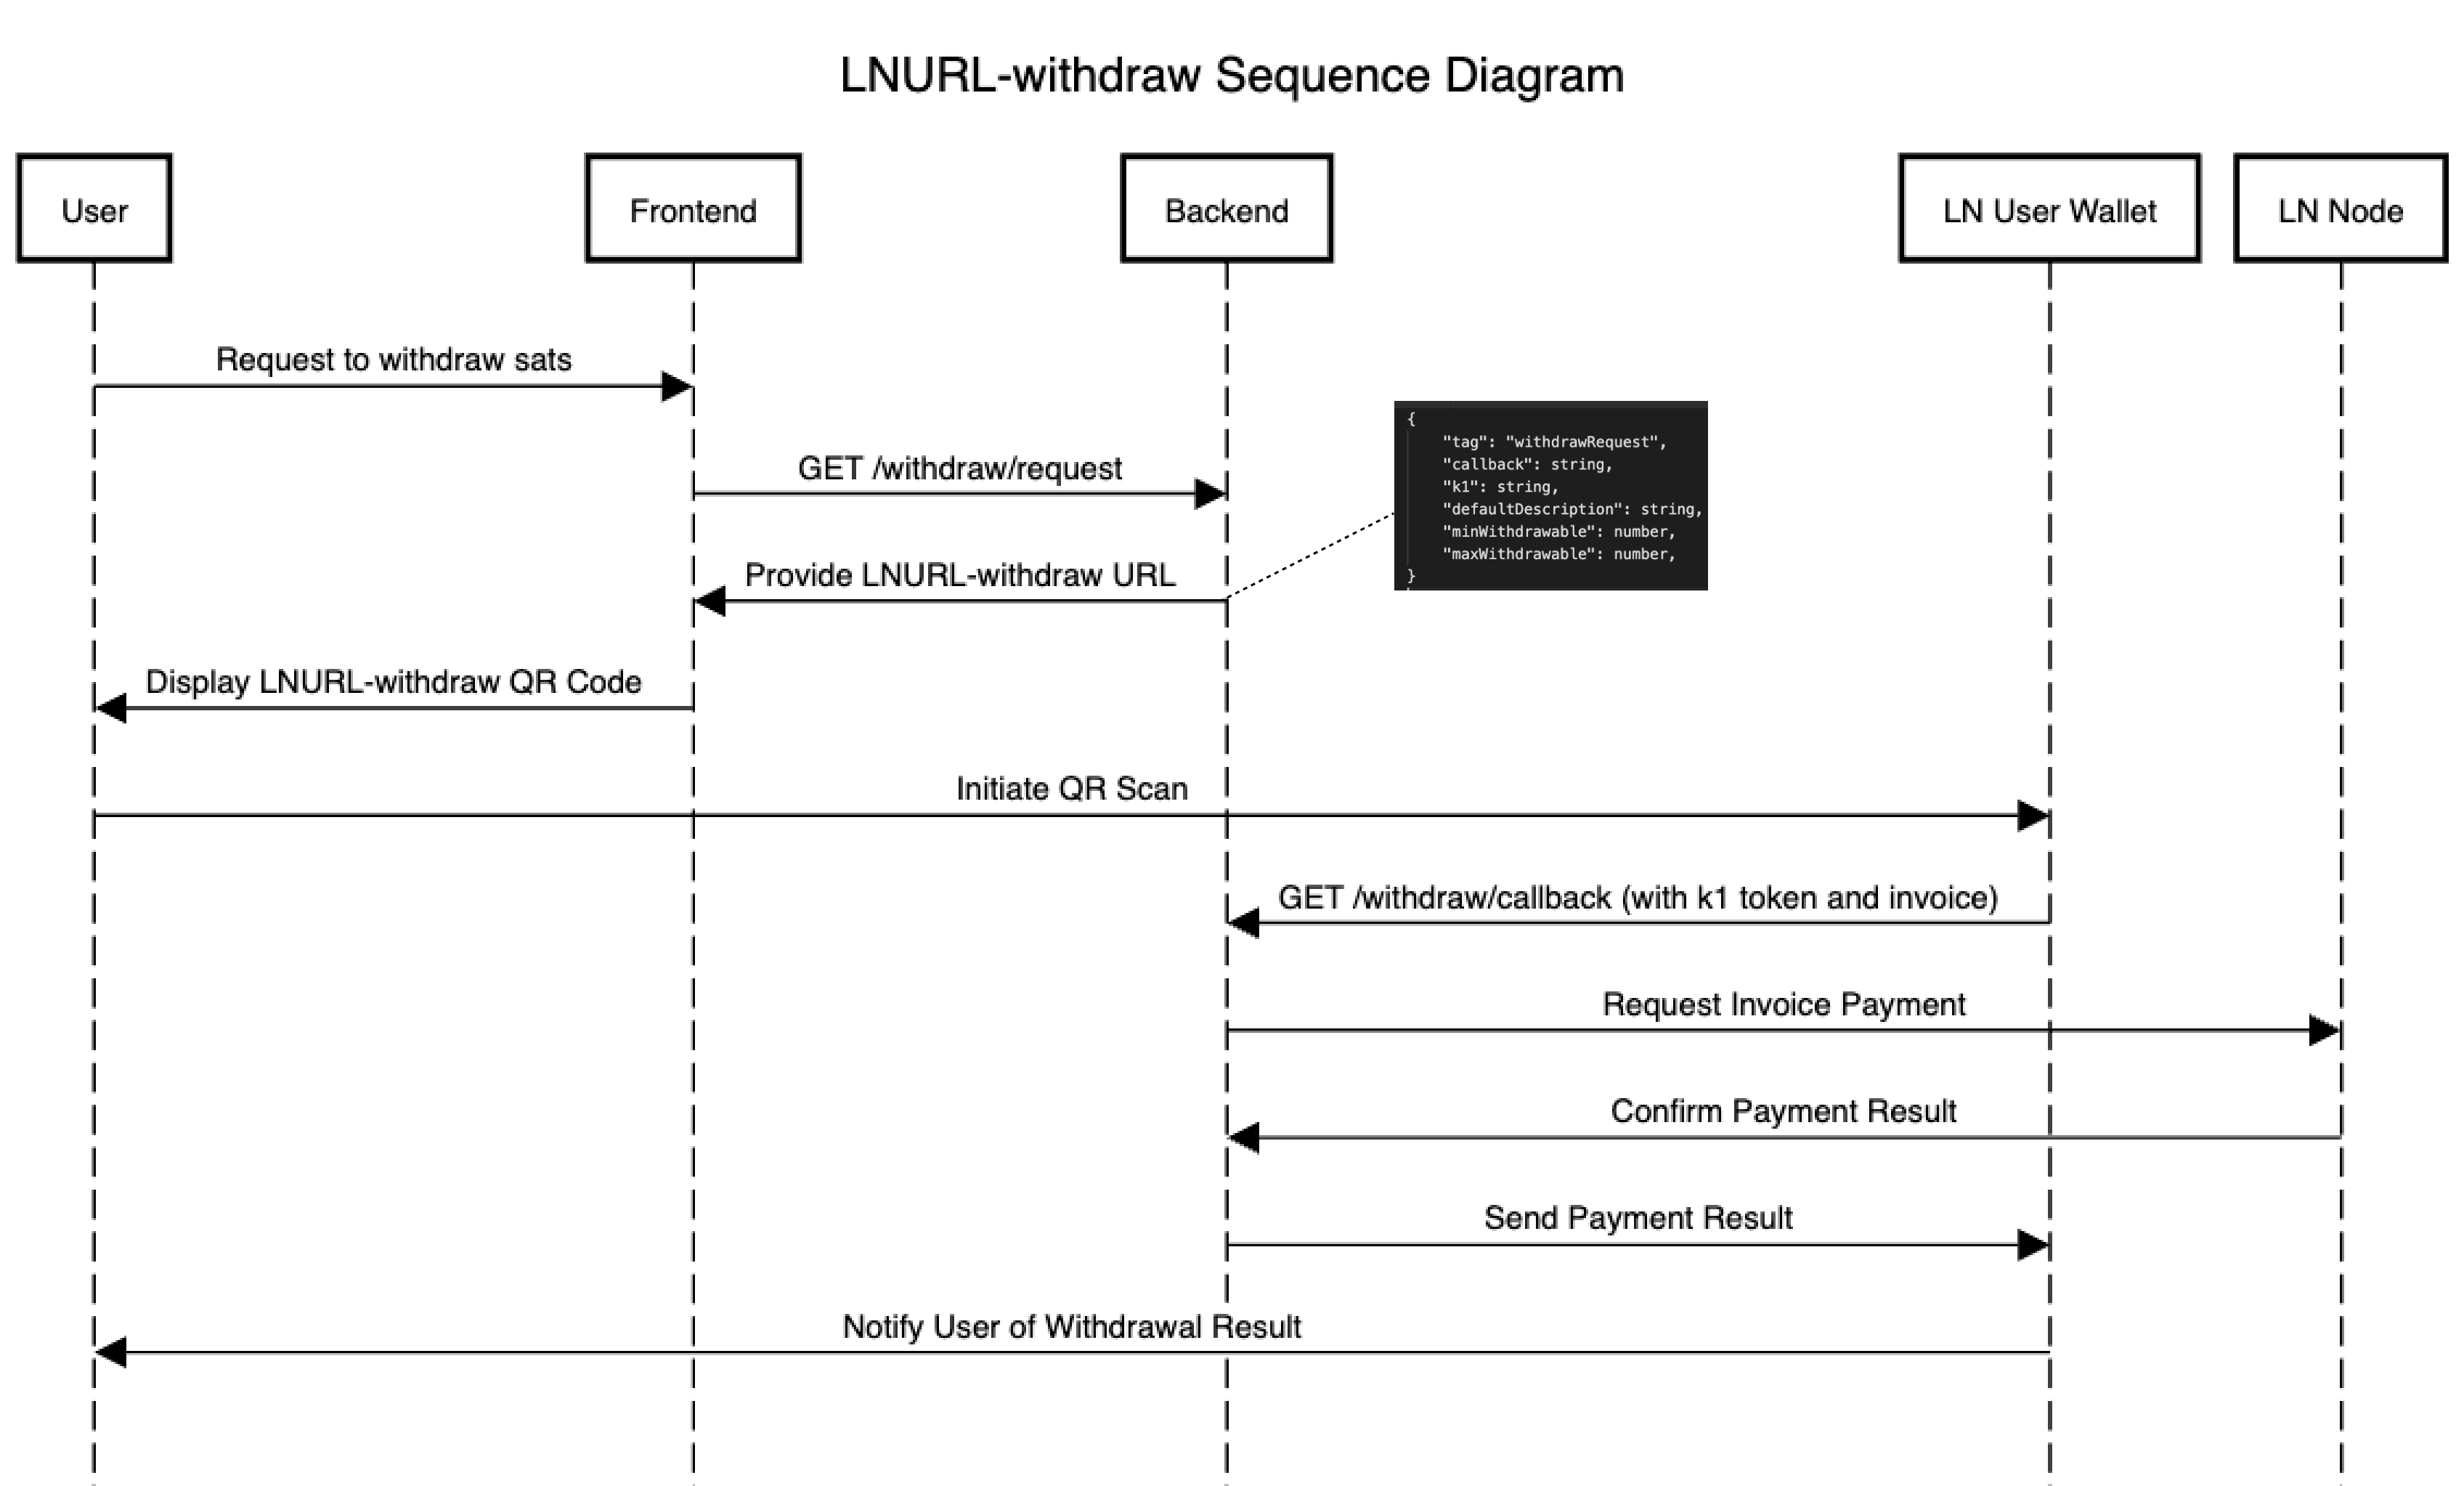 LNURL-withdraw Sequence Diagram
User
Frontend
Backend
LN User Wallet
LN Node
Request to withdraw sats
GET /withdraw/request
{
"tag": "withdrawRequest",
"callback": string,
"k1": string,
"defaultDescription": string,
"minWithdrawable": number,
"maxWithdrawable": number,
}
Provide LNURL-withdraw URL
Display LNURL-withdraw QR Code
Initiate QR Scan
GET /withdraw/callback (with k1 token and invoice)
Request Invoice Payment
Confirm Payment Result
Send Payment Result
Notify User of Withdrawal Result